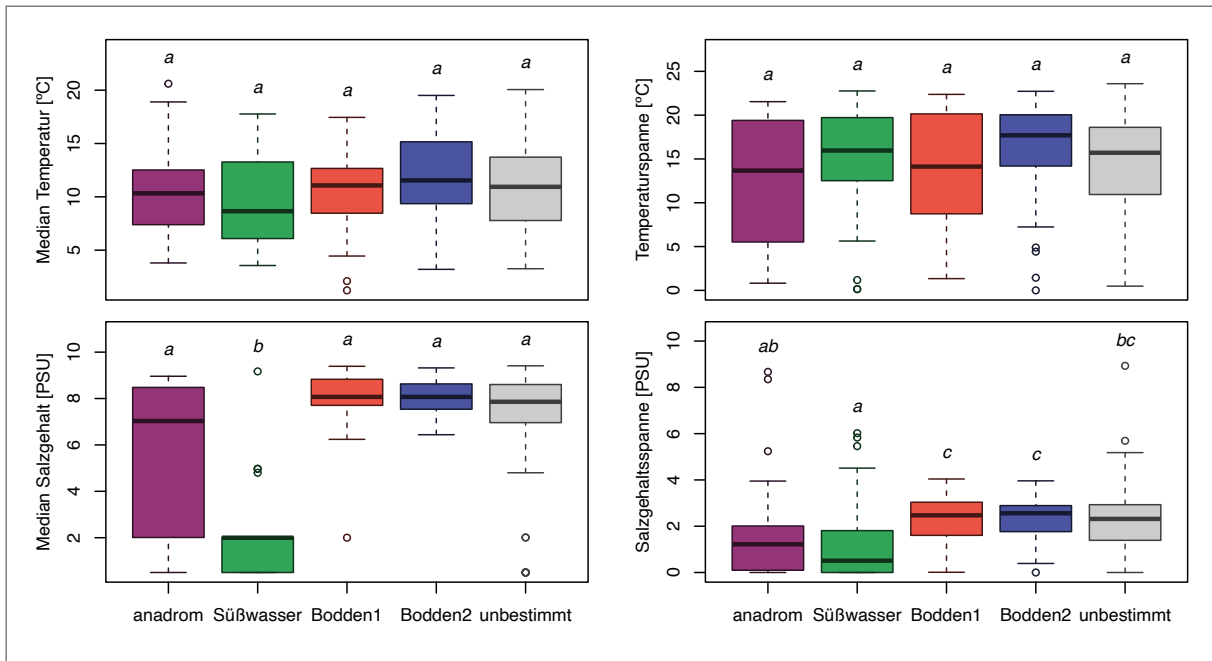 Median Temperatur [ºC]
20
15
10
5
a
a
a
a
a
Temperaturspanne [ºC]
25
20
15
10
5
0
a
a
a
a
a
Median Salzgehalt [PSU]
10
8
6
4
2
a
b
a
a
a
anadrom
Süßwasser
Bodden1
Bodden2
unbestimmt
Salzgehaltsspanne [PSU]
10
8
6
4
2
0
ab
a
c
c
bc
anadrom
Süßwasser
Bodden1
Bodden2
unbestimmt